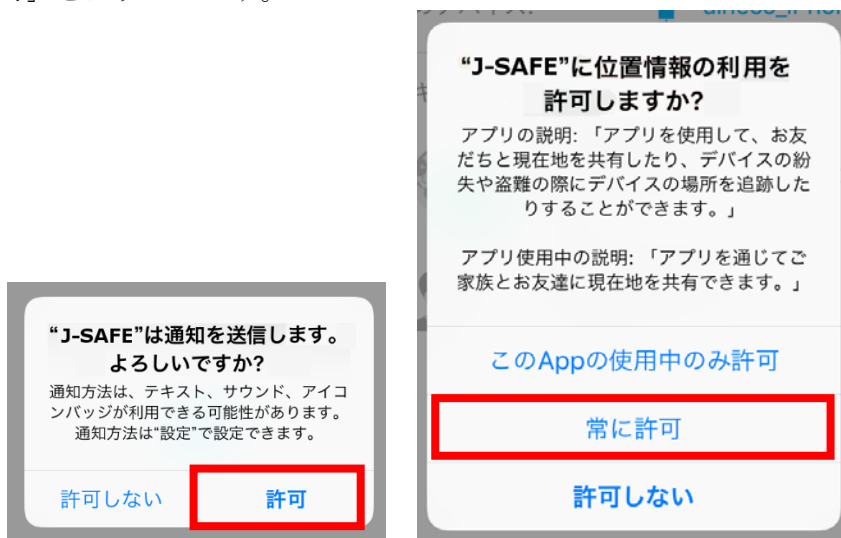 “J-SAFE”は通知を送信します。
よろしいですか?
通知方法は、テキスト、サウンド、アイコ
ンバッジが利用できる可能性があります。
通知方法は“設定”で設定できます。
許可しない
許可
“J-SAFE”に位置情報の利用を
許可しますか?
アプリの説明: 「アプリを使用して、お友
だちと現在地を共有したり、デバイスの紛
失や盗難の際にデバイスの場所を追跡した
りすることができます。」
アプリ使用中の説明: 「アプリを通じてご
家族とお友達に現在地を共有できます。」
このAppの使用中のみ許可
常に許可
許可しない